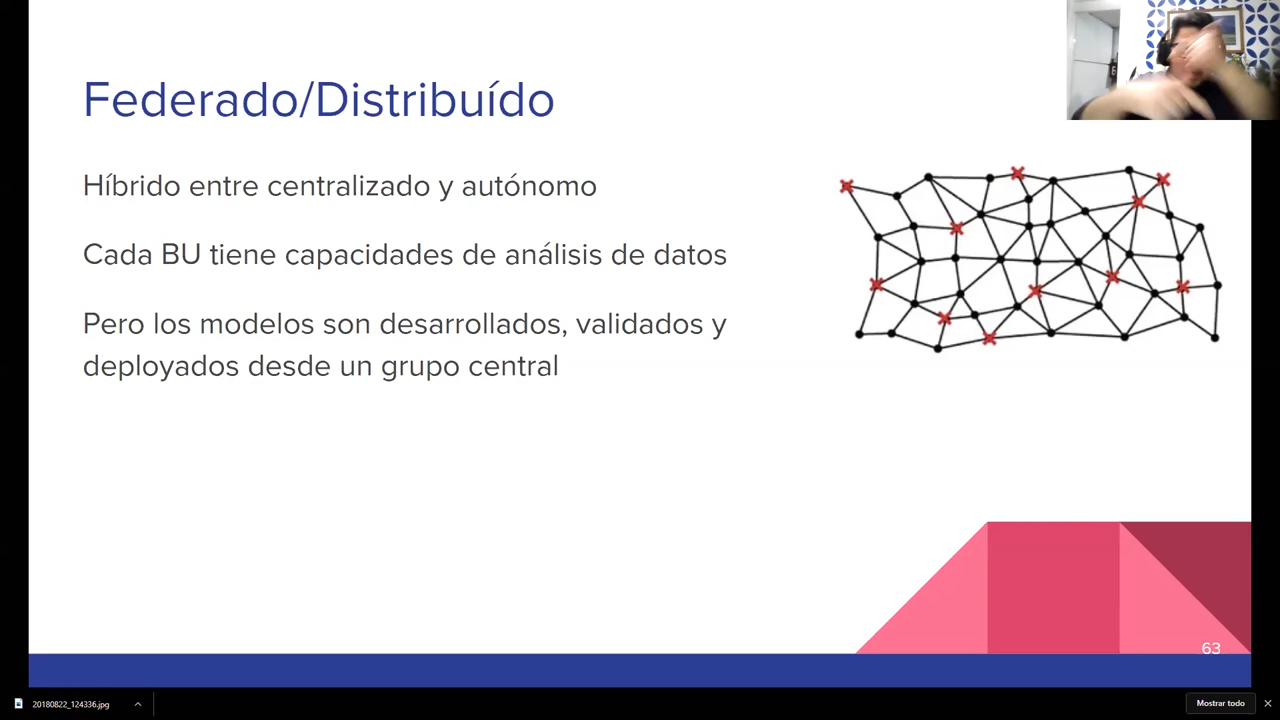 Federado/Distribuído
Híbrido entre centralizado y autónomo
Cada BU tiene capacidades de análisis de datos
Pero los modelos son desarrollados, validados y
deployados desde un grupo central
63
20180822_124336.jpg
Mostrar todo